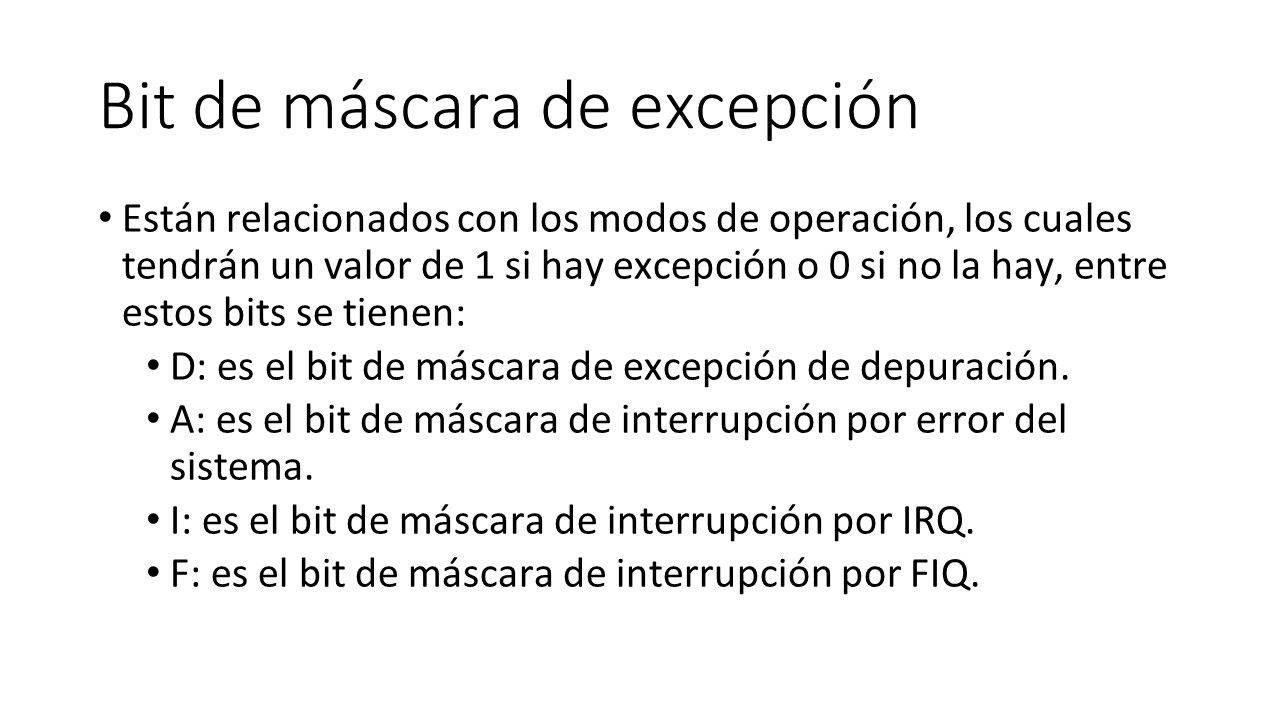 Bit de máscara de excepción
• Están relacionados con los modos de operación, los cuales
tendrán un valor de 1 si hay excepción o 0 si no la hay, entre
estos bits se tienen:
• D: es el bit de máscara de excepción de depuración.
• A: es el bit de máscara de interrupción por error del
sistema.
• I: es el bit de máscara de interrupción por IRQ.
• F: es el bit de máscara de interrupción por FIQ.